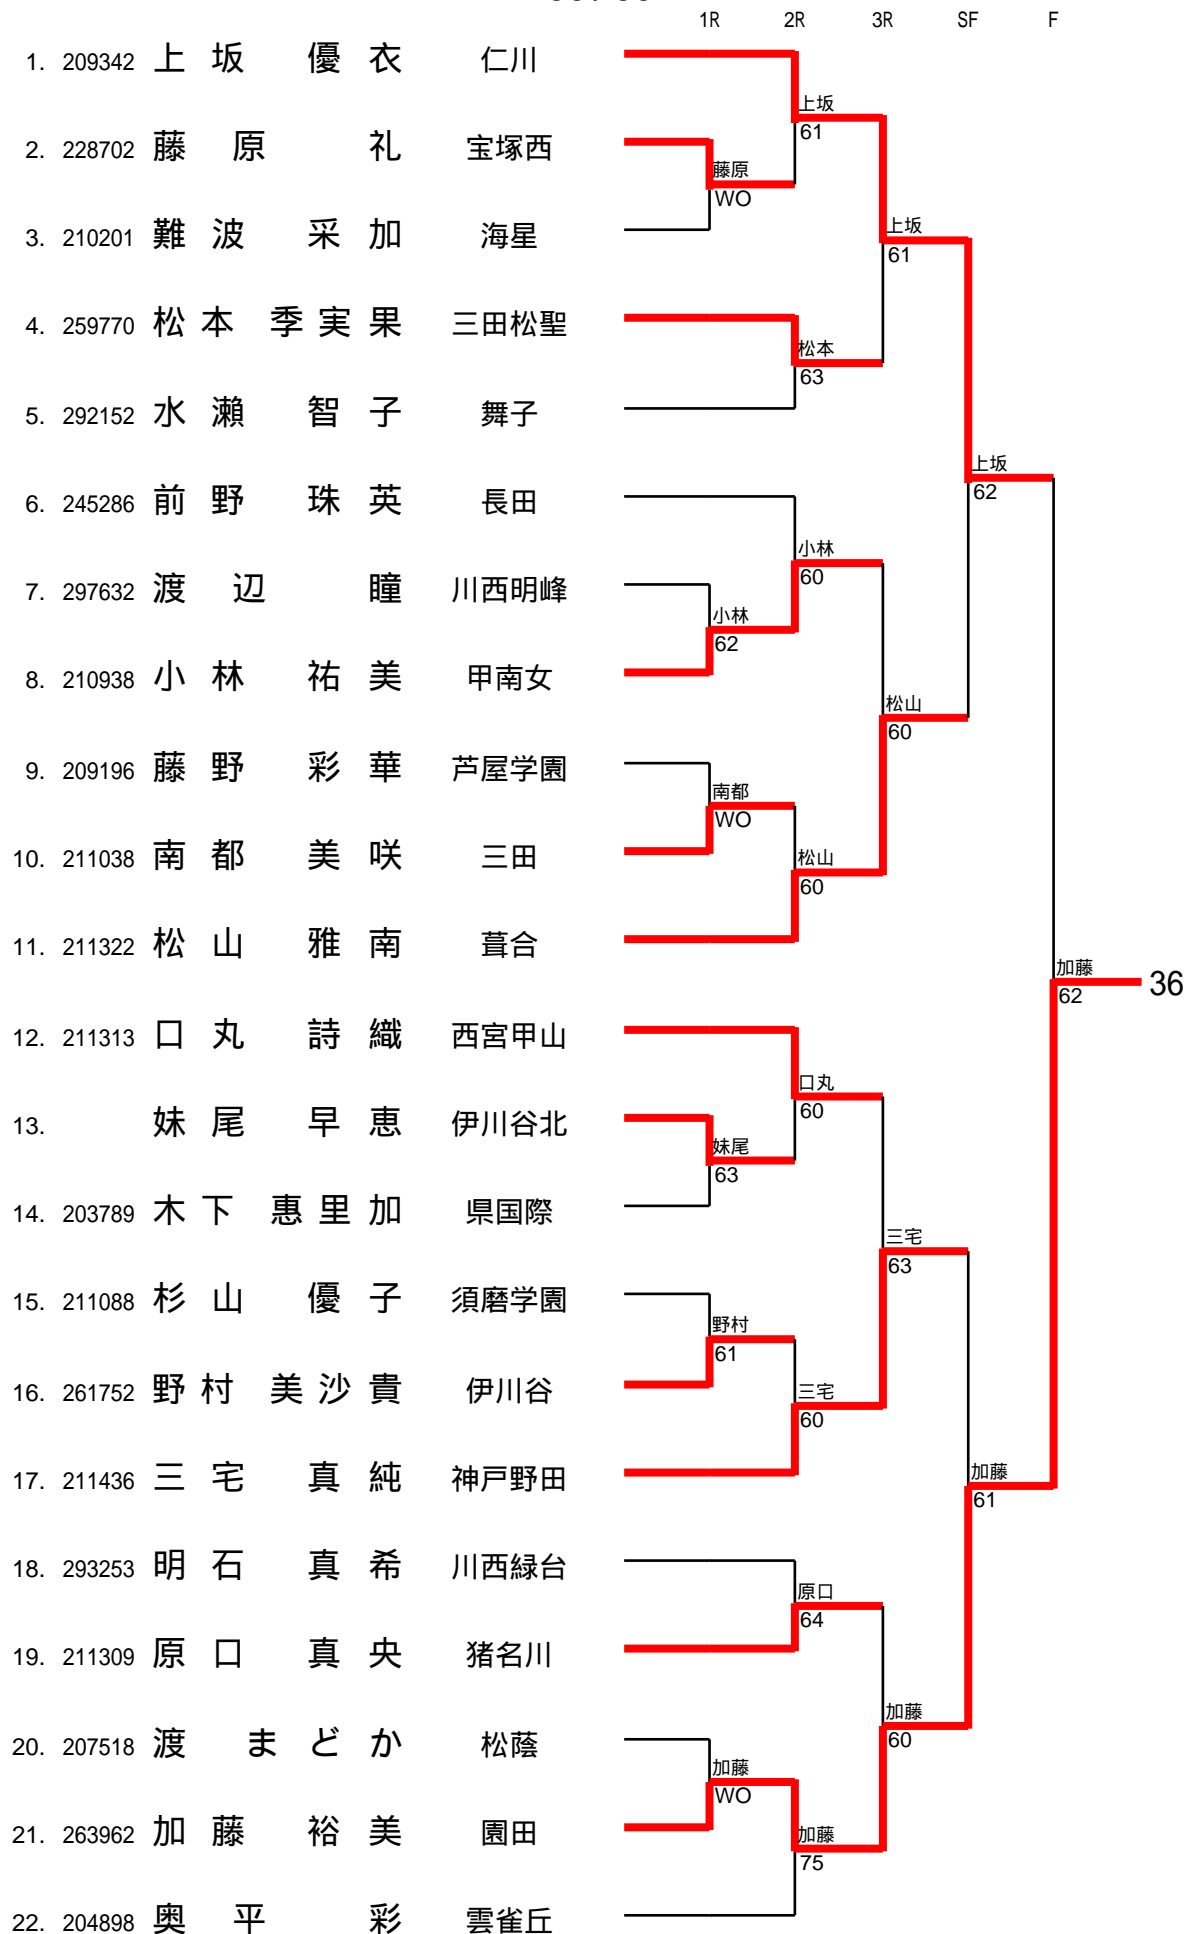 1R 2R 3R SF F
1. 209342 上坂 優衣 仁川
上坂
61
2. 228702 藤原 礼 宝塚西
藤原
WO
3. 210201 難波 采加 海星
上坂
61
4. 259770 松本 季実果 三田松聖
松本
63
5. 292152 水瀬 智子 舞子
上坂
62
6. 245286 前野 珠英 長田
小林
60
7. 297632 渡辺 瞳 川西明峰
小林
62
8. 210938 小林 祐美 甲南女
松山
60
9. 209196 藤野 彩華 芦屋学園
南都
WO
10. 211038 南都 美咲 三田
松山
60
11. 211322 松山 雅南 葺合
加藤
62
36
12. 211313 口丸 詩織 西宮甲山
口丸
60
13. 妹尾 早恵 伊川谷北
妹尾
63
14. 203789 木下 惠里加 県国際
三宅
63
15. 211088 杉山 優子 須磨学園
野村
61
16. 261752 野村 美沙貴 伊川谷
三宅
60
17. 211436 三宅 真純 神戸野田
加藤
61
18. 293253 明石 真希 川西緑台
原口
64
19. 211309 原口 真央 猪名川
加藤
60
20. 207518 渡 まどか 松蔭
加藤
WO
21. 263962 加藤 裕美 園田
加藤
75
22. 204898 奥平 彩 雲雀丘